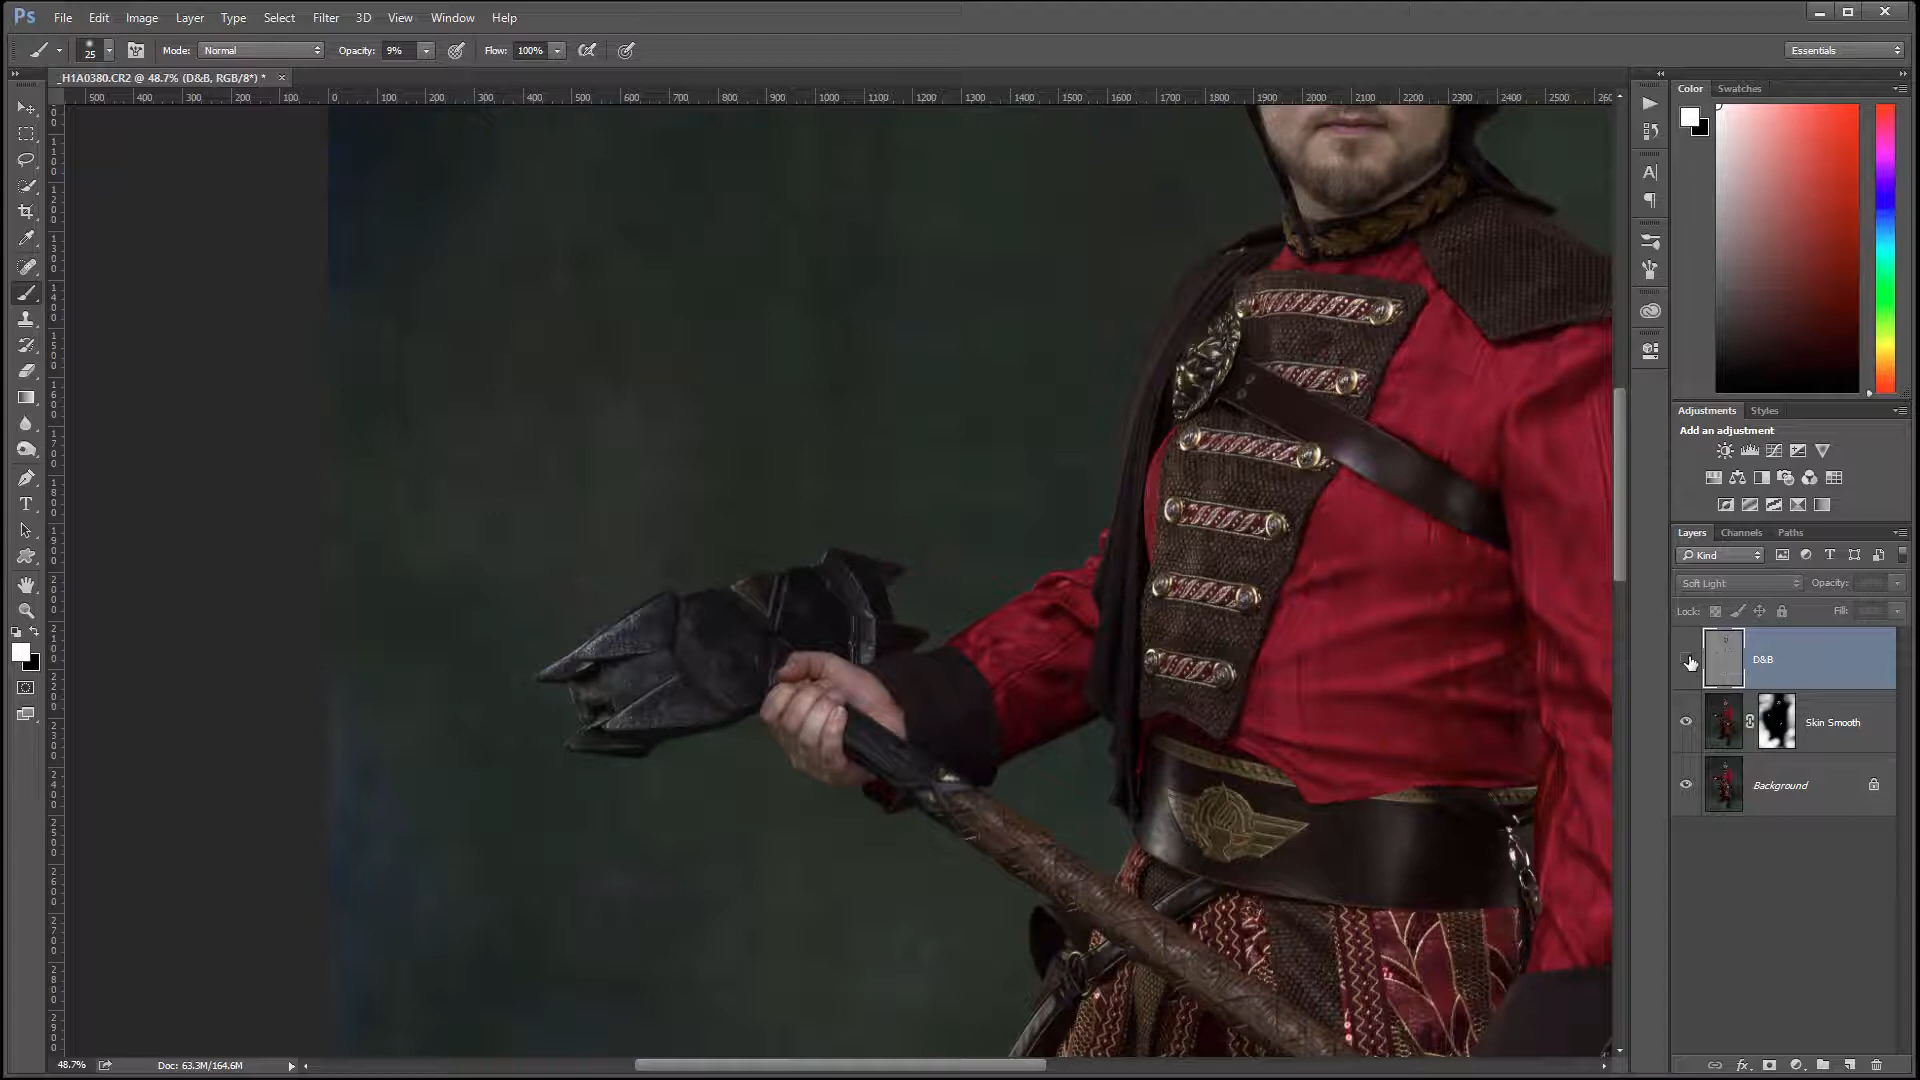 Ps File Edit Image Layer Type Select Filter 3D View Window Help
25 Mode: Normal Opacity: 9% Flow: 100% Essentials
_H1A0380.CR2 @ 48.7% (D&B, RGB/8*) * ×
500 400 300 200 100 0 100 200 300 400 500 600 700 800 900 1000 1100 1200 1300 1400 1500 1600 1700 1800 1900 2000 2100 2200 2300 2400 2500
Color Swatches
Adjustments Styles
Add an adjustment
Layers Channels Paths
Kind
Soft Light Opacity:
Lock: Fill:
D&B
Skin Smooth
Background
48.7% Doc: 63.3M/164.6M